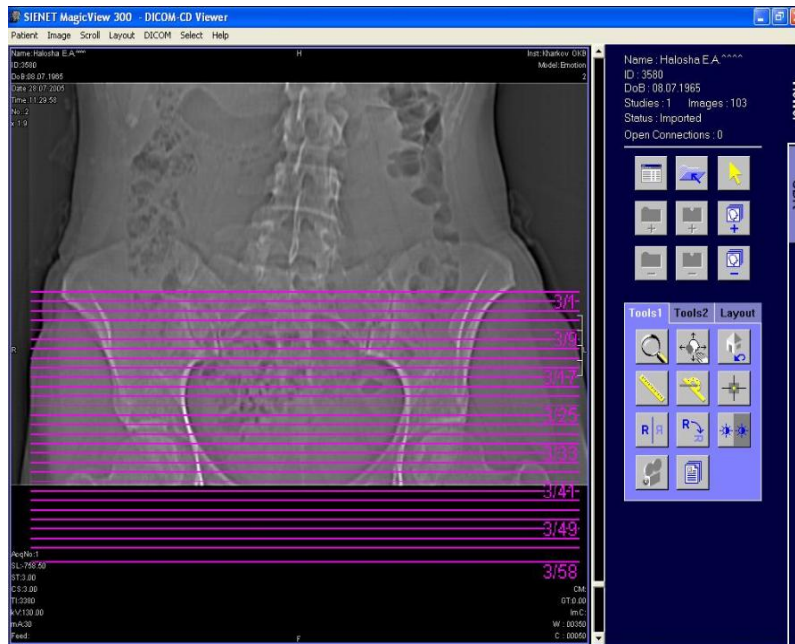 SIENET MagicView 300 - DICOM-CD Viewer
Patient Image Scroll Layout DICOM Select Help
Name: Halosha E.A.^^^^
ID:3580
DoB:08.07.1965
Date 28 07 2005
Time:11:29:58
No.:2
x 1.9
H
Inst:Kharkov OKB
Model:Emotion
2
R
L
3/1
3/9
3/17
3/25
3/33
3/41
3/49
3/58
AcqNo:1
SL:-758.50
ST:3.00
CS:3.00
TI:3380
kV:130.00
mA:30
Feed:
F
CM:
GT:0.00
ImC:
W : 00350
C : 00050
Name : Halosha E.A.^^^^
ID : 3580
DoB : 08.07.1965
Studies : 1 Images : 103
Status : Imported
Open Connections : 0
Tools1 Tools2 Layout
R R
R R